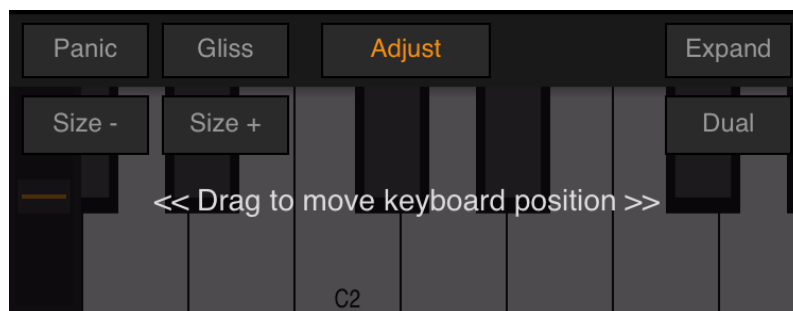 Panic Gliss Adjust Expand
Size - Size + Dual
<< Drag to move keyboard position >>
C2